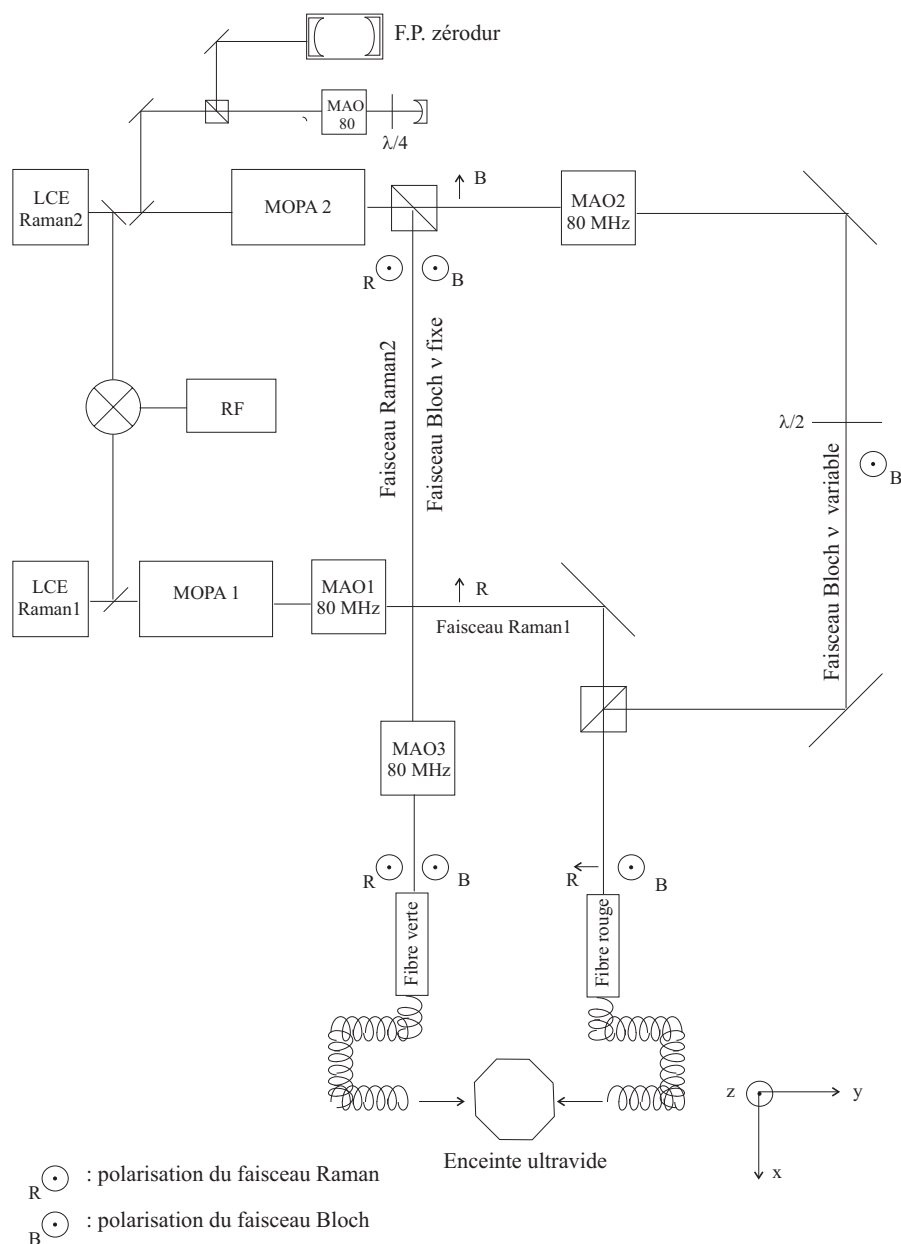 F.P. zérodur
MAO
80
λ/4
LCE
Raman2
MOPA 2
B
MAO2
80 MHz
R
B
Faisceau Raman2
Faisceau Bloch ν fixe
RF
λ/2
B
Faisceau Bloch ν variable
LCE
Raman1
MOPA 1
MAO1
80 MHz
R
Faisceau Raman1
MAO3
80 MHz
R
B
R
B
Fibre verte
Fibre rouge
z
y
x
Enceinte ultravide
R : polarisation du faisceau Raman
B : polarisation du faisceau Bloch